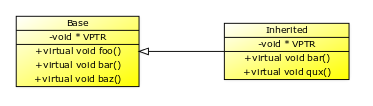 Base
-void * VPTR
+virtual void foo()
+virtual void bar()
+virtual void baz()
Inherited
-void * VPTR
+virtual void bar()
+virtual void qux()